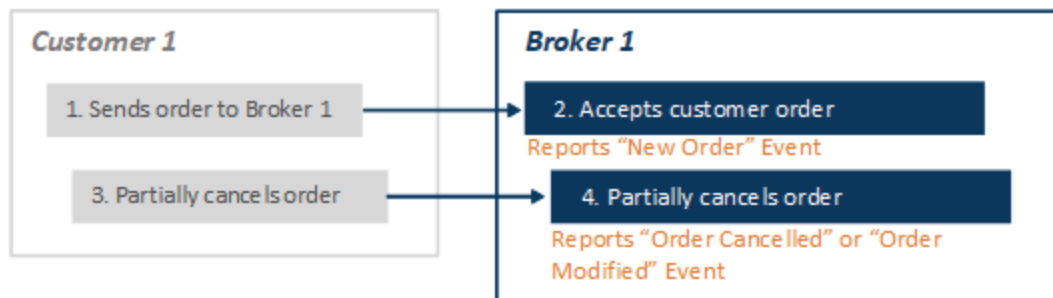 Customer 1
Broker 1
1. Sends order to Broker 1
2. Accepts customer order
Reports “New Order” Event
3. Partially cancels order
4. Partially cancels order
Reports “Order Cancelled” or “Order
Modified” Event